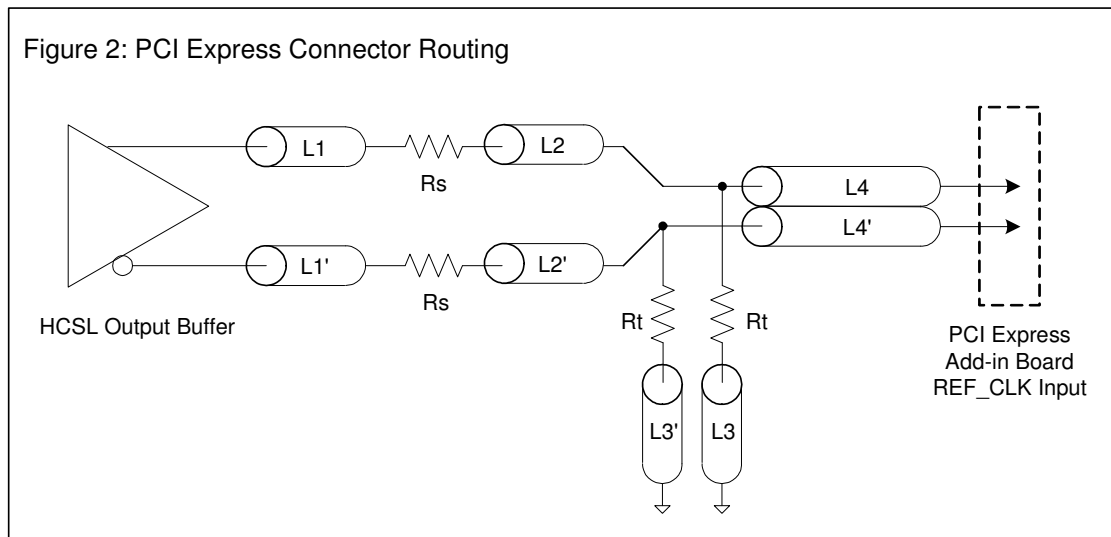 Figure 2: PCI Express Connector Routing
L1
Rs
L2
L4
L4'
L1'
Rs
L2'
HCSL Output Buffer
Rt
Rt
L3'
L3
PCI Express
Add-in Board
REF_CLK Input